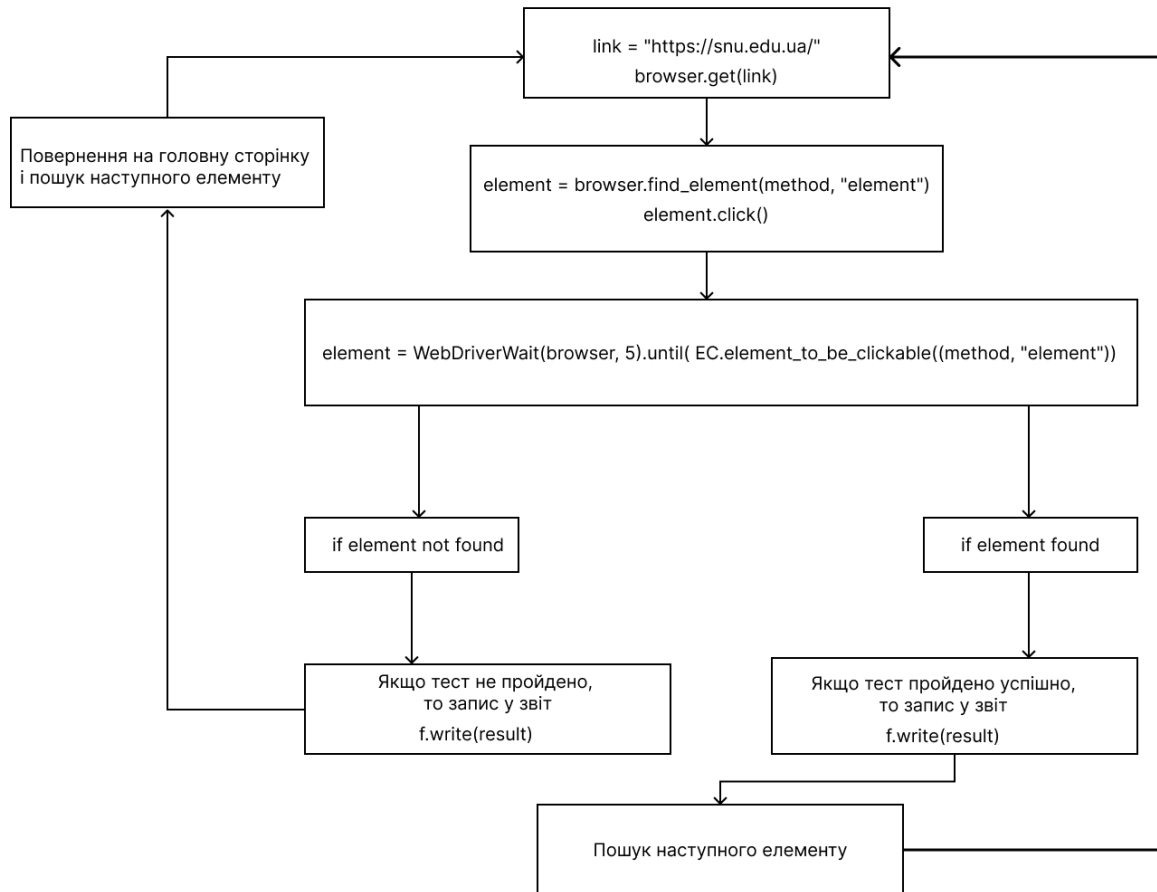 link = "https://snu.edu.ua/"
browser.get(link)
Повернення на головну сторінку
і пошук наступного елементу
element = browser.find_element(method, "element")
element.click()
element = WebDriverWait(browser, 5).until( EC.element_to_be_clickable((method, "element"))
if element not found
if element found
Якщо тест не пройдено,
то запис у звіт
f.write(result)
Якщо тест пройдено успішно,
то запис у звіт
f.write(result)
Пошук наступного елементу